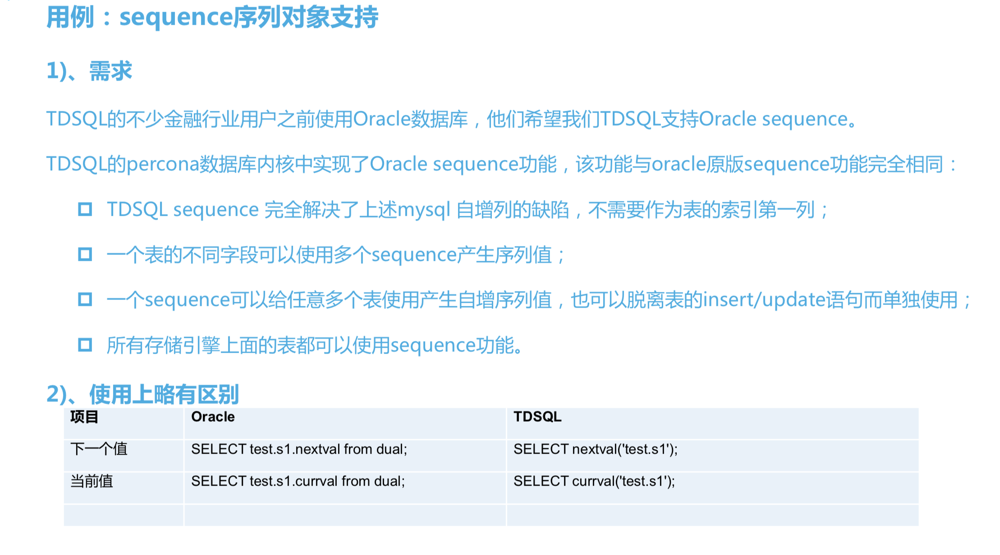 用例：sequence序列对象支持
1)、需求
TDSQL的不少金融行业用户之前使用Oracle数据库，他们希望我们TDSQL支持Oracle sequence。
TDSQL的percona数据库内核中实现了Oracle sequence功能，该功能与oracle原版sequence功能完全相同：
TDSQL sequence 完全解决了上述mysql 自增列的缺陷，不需要作为表的索引第一列；
一个表的不同字段可以使用多个sequence产生序列值；
一个sequence可以给任意多个表使用产生自增序列值，也可以脱离表的insert/update语句而单独使用；
所有存储引擎上面的表都可以使用sequence功能。
2)、使用上略有区别
项目 Oracle TDSQL
下一个值 SELECT test.s1.nextval from dual; SELECT nextval('test.s1');
当前值 SELECT test.s1.currval from dual; SELECT currval('test.s1');